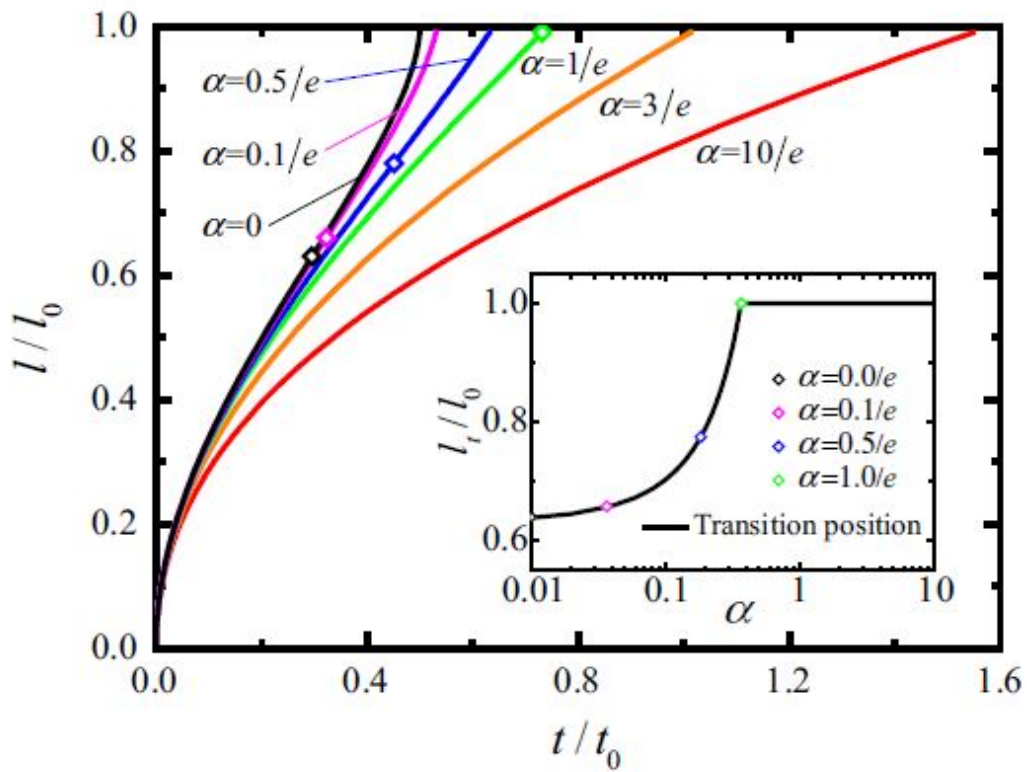 1.0
0.8
0.6
0.4
0.2
0.0
l / l₀
α=0.5/e
α=0.1/e
α=0
α=1/e
α=3/e
α=10/e
1.0
0.8
0.6
lₜ / l₀
α=0.0/e
α=0.1/e
α=0.5/e
α=1.0/e
Transition position
0.01 0.1 1 10
α
0.0 0.4 0.8 1.2 1.6
t / t₀